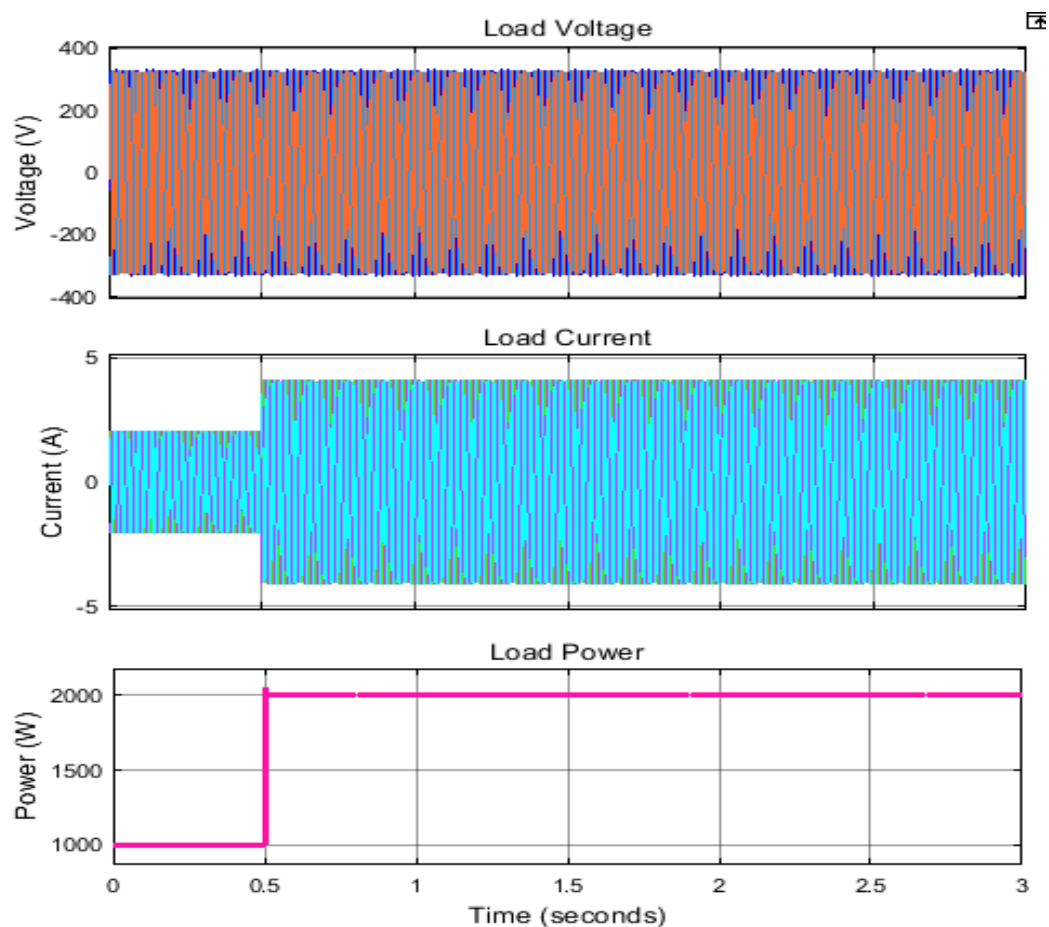 Load Voltage
400
200
0
-200
-400
Voltage (V)
Load Current
5
0
-5
Current (A)
Load Power
2000
1500
1000
Power (W)
0 0.5 1 1.5 2 2.5 3
Time (seconds)